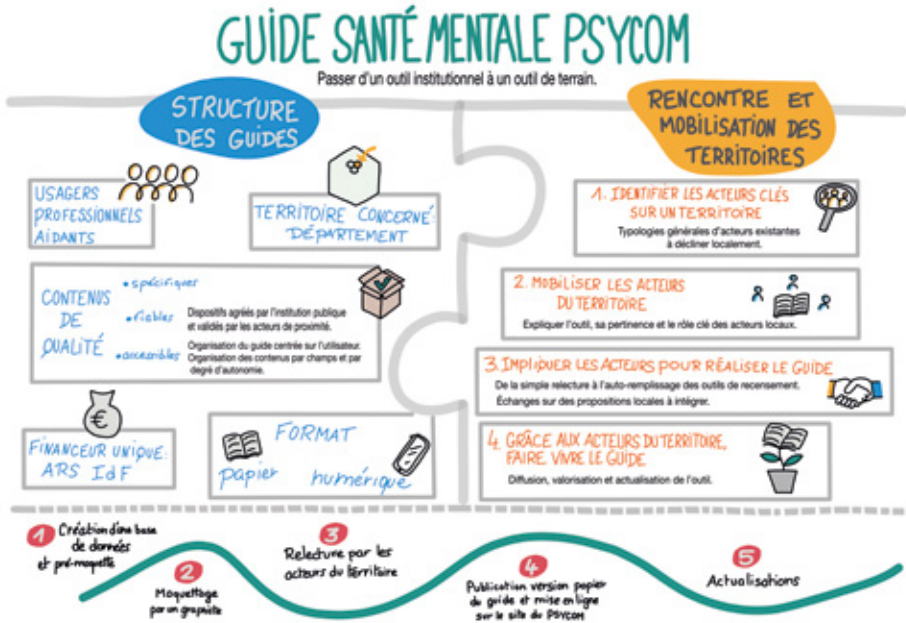 GUIDE SANTÉ MENTALE PSYCOM
Passer d'un outil institutionnel à un outil de terrain.
STRUCTURE
DES GUIDES
USAGERS
PROFESSIONNELS
AIDANTS
TERRITOIRE CONCERNÉ:
DÉPARTEMENT
CONTENUS
DE
QUALITÉ
• spécifiques
• fiables
Dispositifs agréés par l'institution publique
et validés par les acteurs de proximité.
• accessibles
Organisation du guide centrée sur l'utilisateur.
Organisation des contenus par champs et par
degré d'autonomie.
€
FINANCEUR UNIQUE:
ARS IdF
FORMAT
papier
numérique
RENCONTRE ET
MOBILISATION DES
TERRITOIRES
1. IDENTIFIER LES ACTEURS CLÉS
SUR UN TERRITOIRE
Typologies générales d'acteurs existantes
à décliner localement.
2. MOBILISER LES ACTEURS
DU TERRITOIRE
Expliquer l'outil, sa pertinence et le rôle clé des acteurs locaux.
3. IMPLIQUER LES ACTEURS POUR RÉALISER LE GUIDE
De la simple relecture à l'auto-remplissage des outils de recensement.
Échanges sur des propositions locales à intégrer.
4. GRÂCE AUX ACTEURS DU TERRITOIRE,
FAIRE VIVRE LE GUIDE
Diffusion, valorisation et actualisation de l'outil.
1 Création d'une base
de données
et pré-maquette
2
Maquettage
par un graphiste
3
Relecture par les
acteurs du territoire
4
Publication version papier
du guide et mise en ligne
sur le site du PSYCOM
5
Actualisations